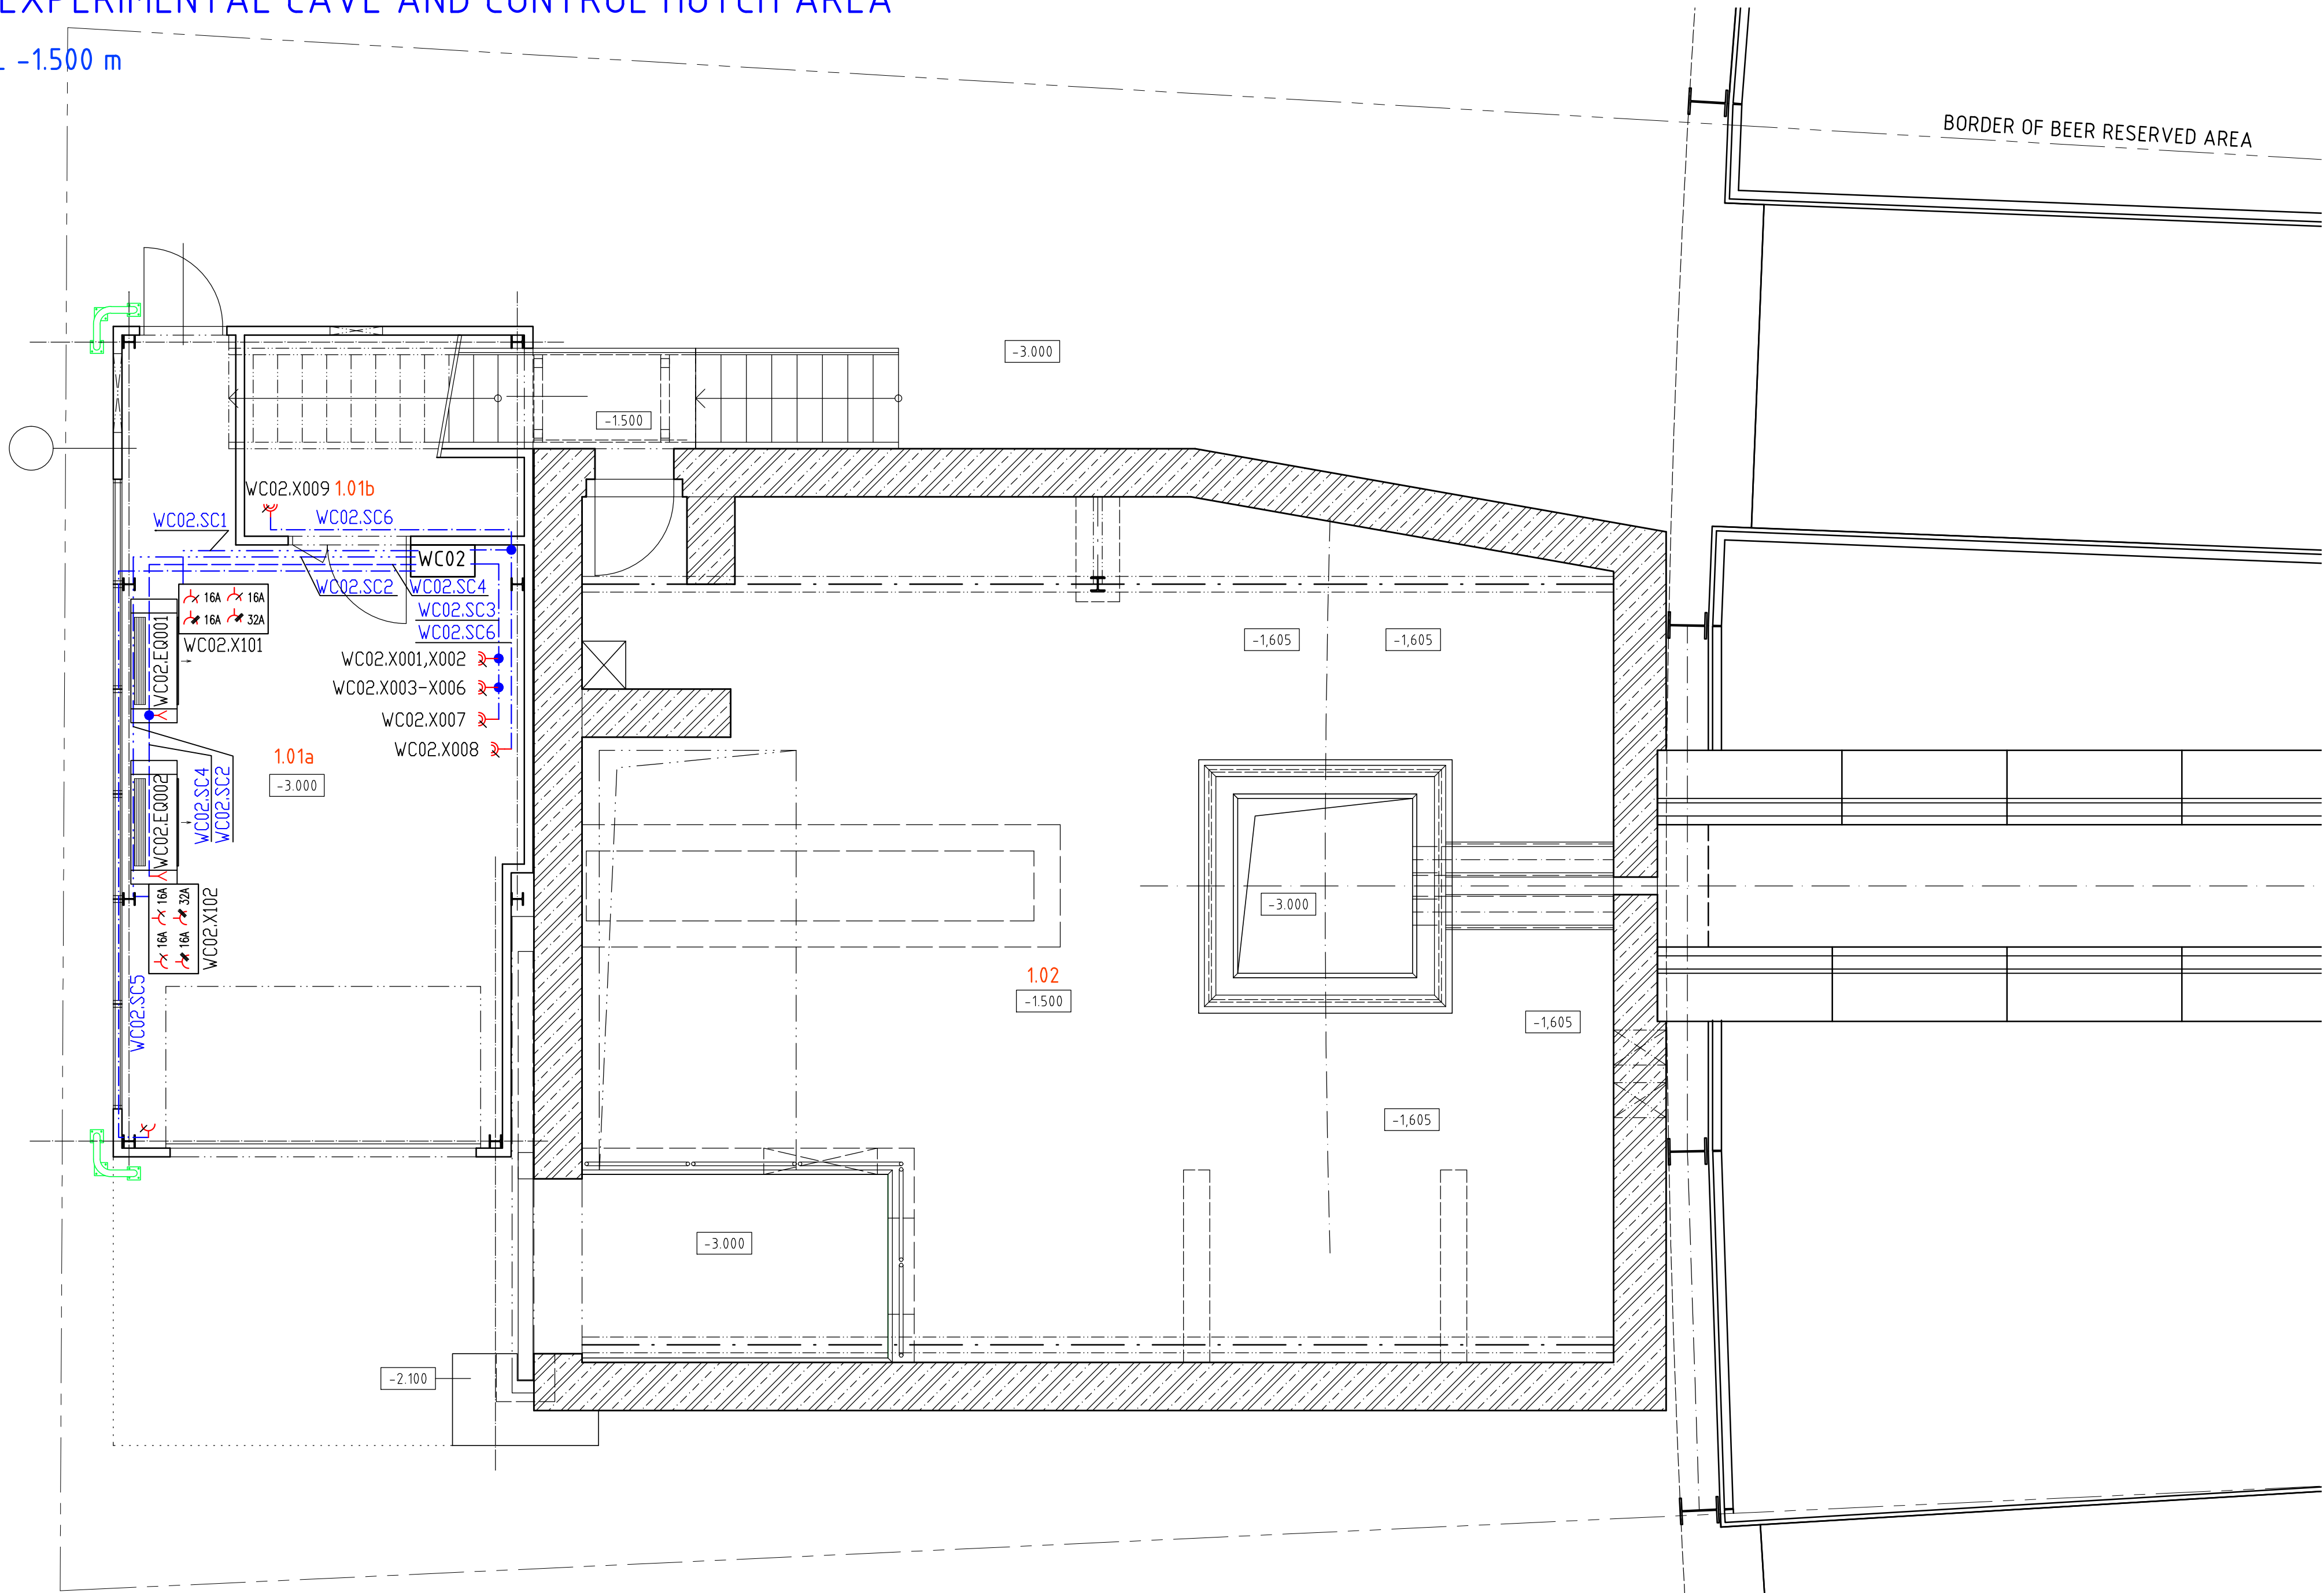 EXPERIMENTAL CAVE AND CONTROL HUTCH AREA
-1.500 m
BORDER OF BEER RESERVED AREA
-3.000
-1.500
WC02.X009 1.01b
WC02.SC1
WC02.SC6
WC02
WC02.SC2
WC02.SC4
WC02.SC3
WC02.SC6
16A 16A
16A 32A
WC02.X101
WC02.EQ001
WC02.X001,X002
WC02.X003-X006
WC02.X007
WC02.X008
-1,605
-1,605
1.01a
-3.000
WC02.SC4
WC02.SC2
WC02.EQ002
16A 32A
16A 16A
WC02.X102
WC02.SC5
-3.000
1.02
-1.500
-1,605
-1,605
-3.000
-2.100